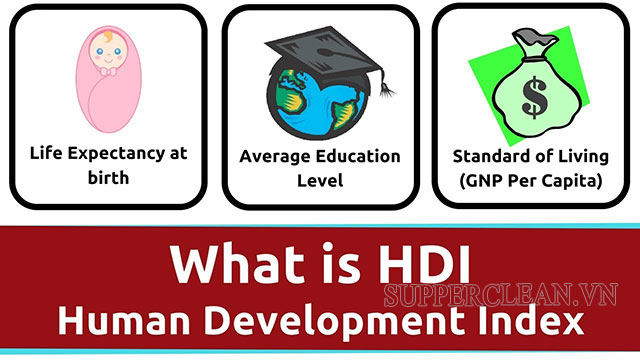 Life Expectancy at
birth
Average Education
Level
$
Standard of Living
(GNP Per Capita)
What is HDI
SUPPERCLEAN.VN
Human Development Index